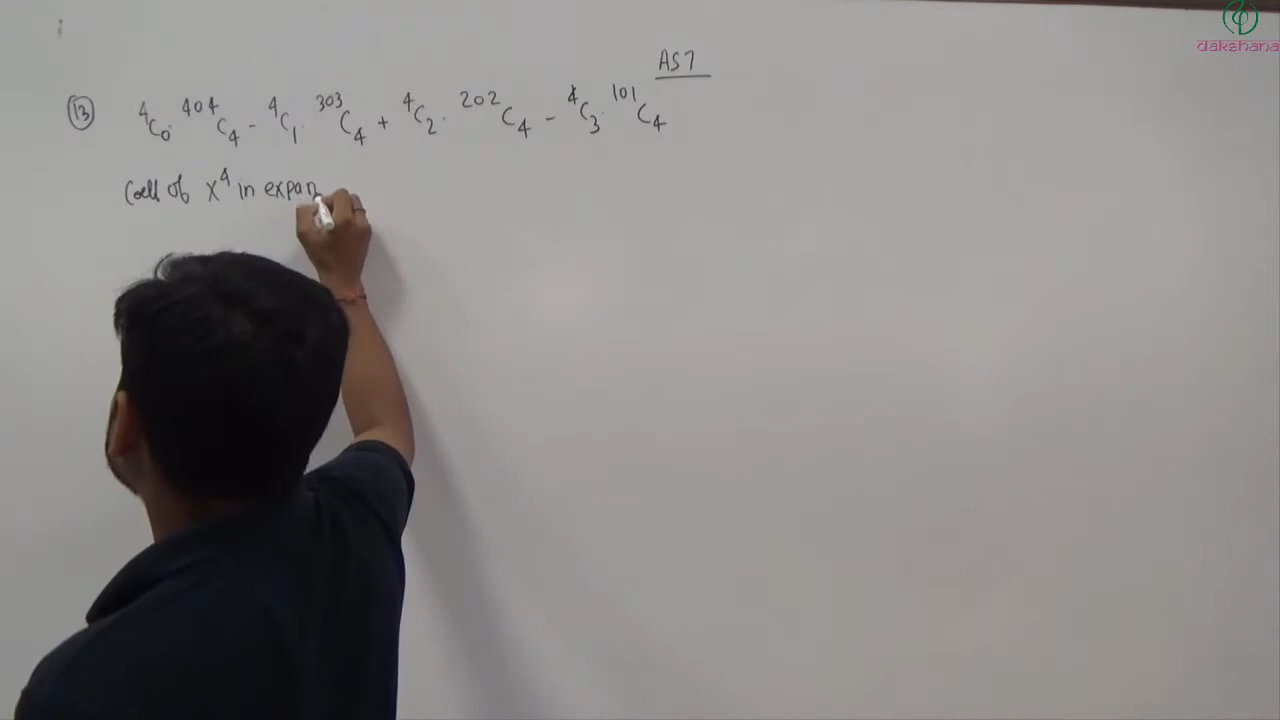 dakshana
AS7
13 ⁴C₀ · ⁴⁰⁴C₄ - ⁴C₁ · ³⁰³C₄ + ⁴C₂ · ²⁰²C₄ - ⁴C₃ · ¹⁰¹C₄
Coeff of x⁴ in expan